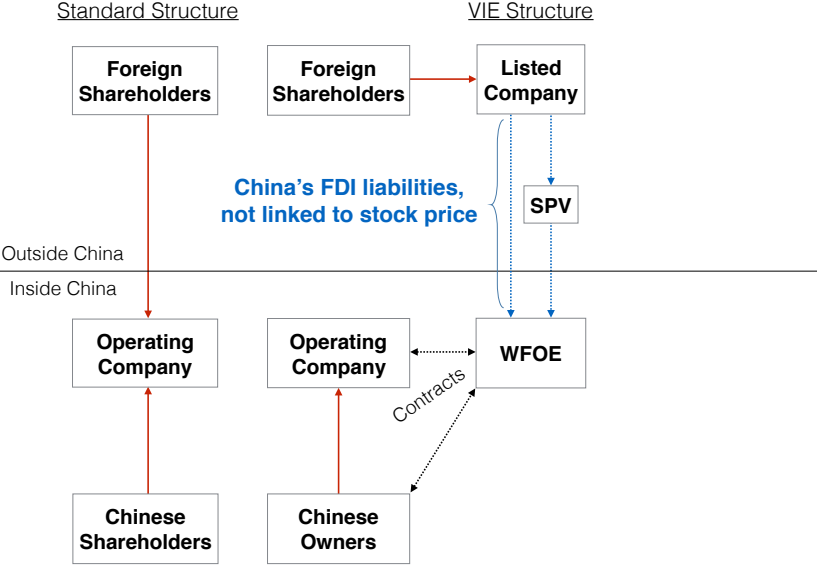 Standard Structure
VIE Structure
Foreign
Shareholders
Foreign
Shareholders
Listed
Company
China’s FDI liabilities,
not linked to stock price
SPV
Outside China
Inside China
Operating
Company
Operating
Company
WFOE
Contracts
Chinese
Shareholders
Chinese
Owners